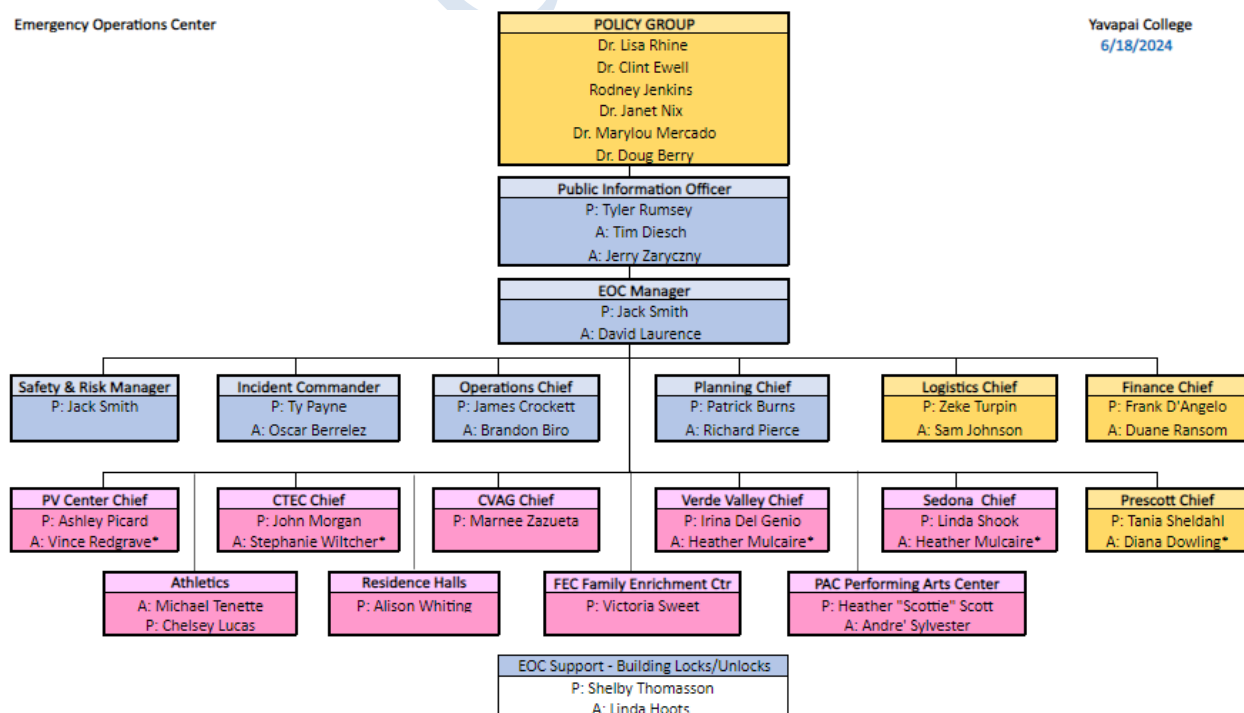 Emergency Operations Center
Yavapai College
6/18/2024
POLICY GROUP
Dr. Lisa Rhine
Dr. Clint Ewell
Rodney Jenkins
Dr. Janet Nix
Dr. Marylou Mercado
Dr. Doug Berry
Public Information Officer
P: Tyler Rumsey
A: Tim Diesch
A: Jerry Zaryczny
EOC Manager
P: Jack Smith
A: David Laurence
Safety & Risk Manager
P: Jack Smith
Incident Commander
P: Ty Payne
A: Oscar Berrelez
Operations Chief
P: James Crockett
A: Brandon Biro
Planning Chief
P: Patrick Burns
A: Richard Pierce
Logistics Chief
P: Zeke Turpin
A: Sam Johnson
Finance Chief
P: Frank D'Angelo
A: Duane Ransom
PV Center Chief
P: Ashley Picard
A: Vince Redgrave*
CTEC Chief
P: John Morgan
A: Stephanie Wiltcher*
CVAG Chief
P: Marnee Zazueta
Verde Valley Chief
P: Irina Del Genio
A: Heather Mulcaire*
Sedona Chief
P: Linda Shook
A: Heather Mulcaire*
Prescott Chief
P: Tania Sheldahl
A: Diana Dowling*
Athletics
A: Michael Tenette
P: Chelsey Lucas
Residence Halls
P: Alison Whiting
FEC Family Enrichment Ctr
P: Victoria Sweet
PAC Performing Arts Center
P: Heather "Scottie" Scott
A: Andre' Sylvester
EOC Support - Building Locks/Unlocks
P: Shelby Thomasson
A: Linda Hoots